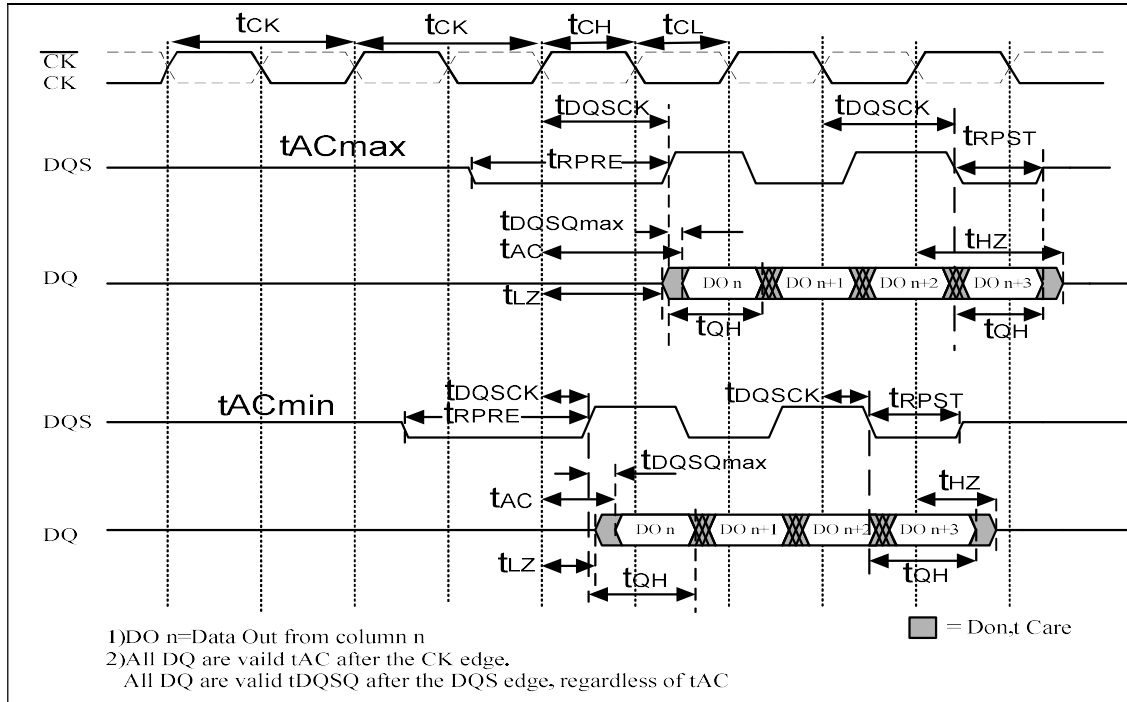 tCK tCK tCH tCL
CK
CK
tDQSCK tDQSCK
tACmax tRPST
DQS tRPRE
tDQSQmax
tAC tHZ
DQ DO n DO n+1 DO n+2 DO n+3
tLZ
tQH tQH
tDQSCK tDQSCK
tACmin tRPRE tRPST
DQS
tDQSQmax
tAC tHZ
DQ DO n DO n+1 DO n+2 DO n+3
tLZ
tQH tQH
1)DO n=Data Out from column n
= Don,t Care
2)All DQ are vaild tAC after the CK edge.
All DQ are valid tDQSQ after the DQS edge, regardless of tAC